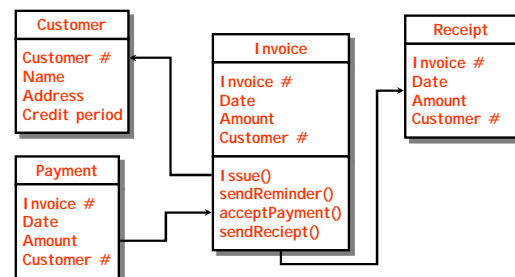 Customer
Customer #
Name
Address
Credit period
Invoice
Invoice #
Date
Amount
Customer #
Issue()
sendReminder()
acceptPayment()
sendReciept()
Receipt
Invoice #
Date
Amount
Customer #
Payment
Invoice #
Date
Amount
Customer #